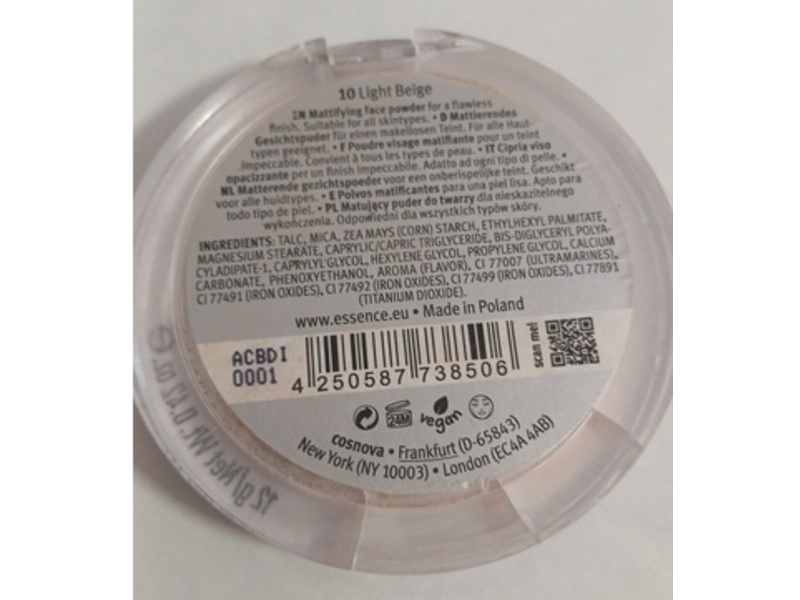 10 Light Beige
EN Mattifying face powder for a flawless
finish. Suitable for all skintypes. • D Mattierendes
Gesichtspuder für einen makellosen Teint. Für alle Haut-
typen geeignet. • F Poudre visage matifiante pour un teint
impeccable. Convient à tous les types de peau. • IT Cipria viso
opacizzante per un finish impeccabile. Adatto ad ogni tipo di pelle. •
NL Matterende gezichtspoeder voor een onberispelijke teint. Geschikt
voor alle huidtypes. • E Polvos matificantes para una piel lisa. Apto para
todo tipo de piel. • PL Matujący puder do twarzy dla nieskazitelnego
wykończenia. Odpowiedni dla wszystkich typów skóry.
INGREDIENTS: TALC, MICA, ZEA MAYS (CORN) STARCH, ETHYLHEXYL PALMITATE,
MAGNESIUM STEARATE, CAPRYLIC/CAPRIC TRIGLYCERIDE, BIS-DIGLYCERYL POLYA-
CYLADIPATE-1, CAPRYLYL GLYCOL, HEXYLENE GLYCOL, PROPYLENE GLYCOL, CALCIUM
CARBONATE, PHENOXYETHANOL, AROMA (FLAVOR), CI 77007 (ULTRAMARINES),
CI 77491 (IRON OXIDES), CI 77492 (IRON OXIDES), CI 77499 (IRON OXIDES), CI 77891
(TITANIUM DIOXIDE).
www.essence.eu • Made in Poland
ACBDI
0001
4 250587 738506
scan me!
24M
vegan
cosnova • Frankfurt (D-65843)
New York (NY 10003) • London (EC4A 4AB)
12 g/Net Wt. 0.42 oz. e